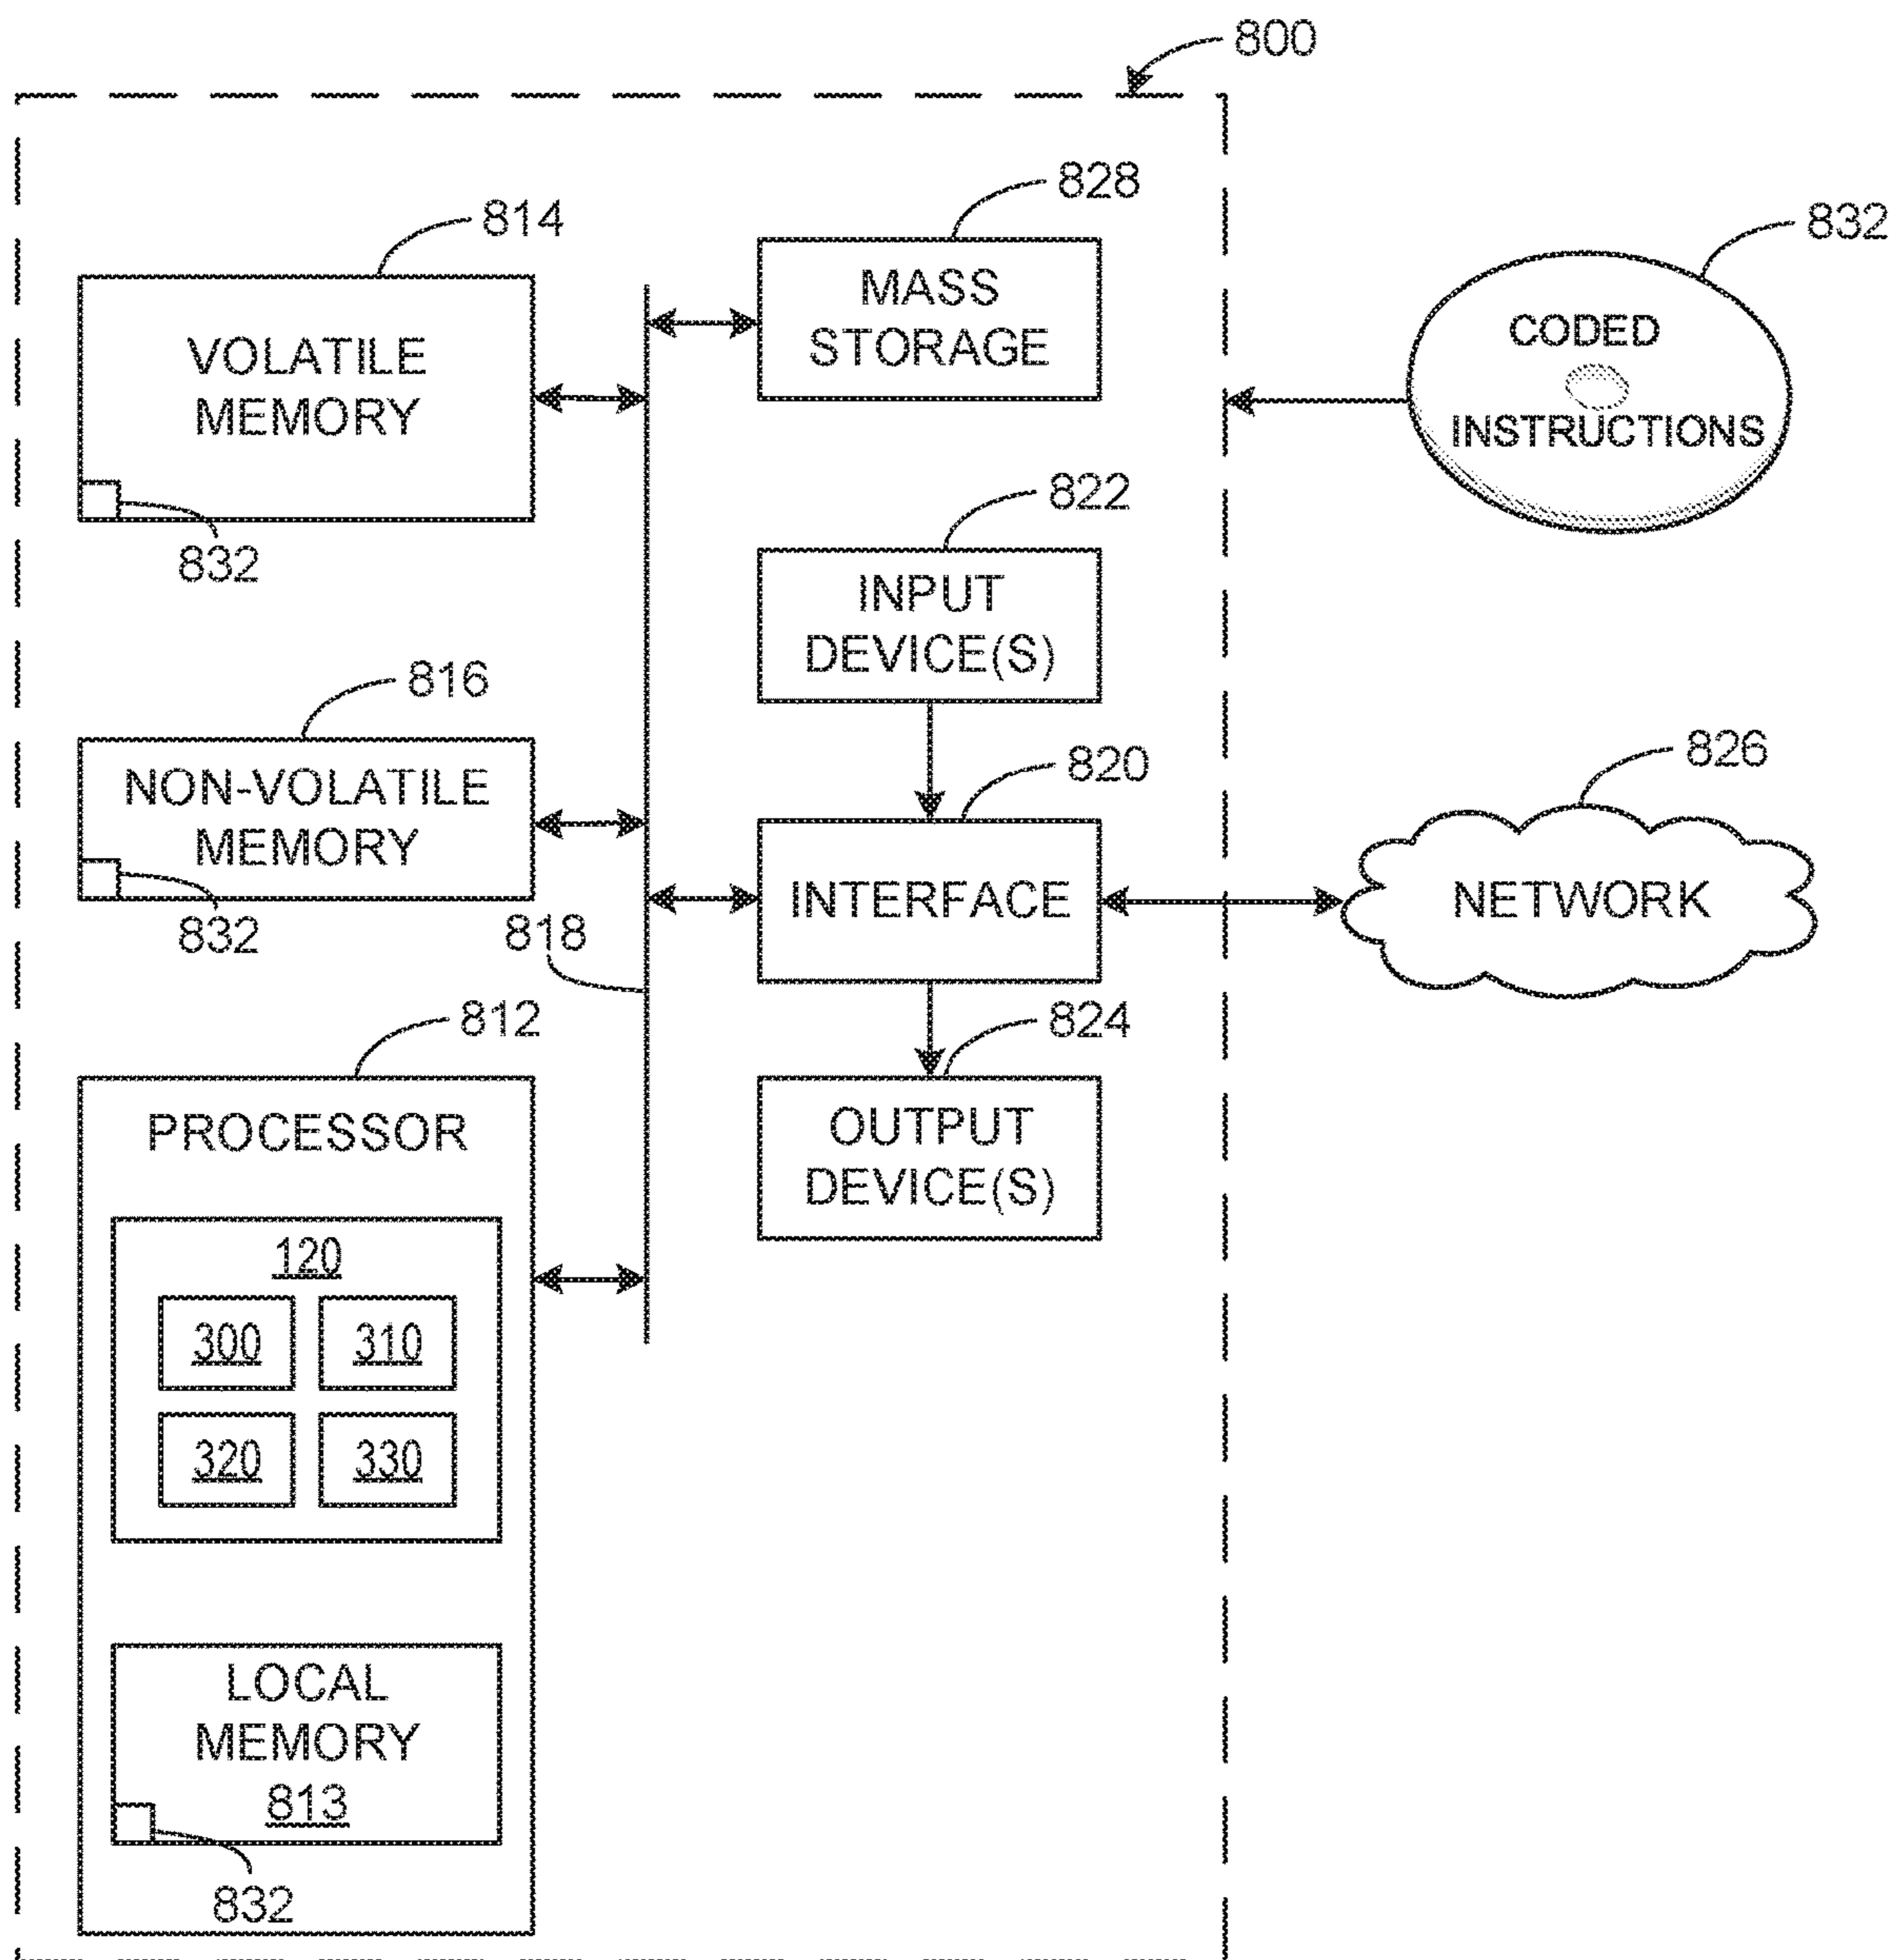 800
828
814
832
MASS
STORAGE
VOLATILE
MEMORY
CODED
INSTRUCTIONS
832
822
INPUT
DEVICE(S)
816
820
826
NON-VOLATILE
MEMORY
832
818
INTERFACE
NETWORK
812
824
PROCESSOR
OUTPUT
DEVICE(S)
120
300 310
320 330
LOCAL
MEMORY
813
832